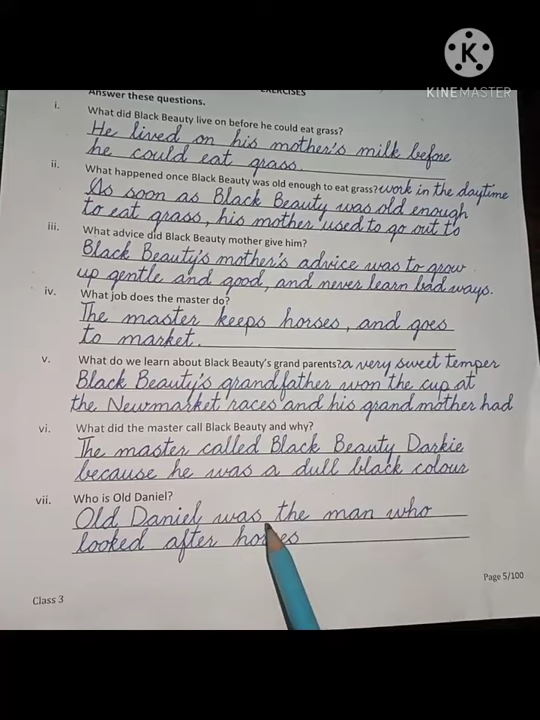 KINEMASTER
EXERCISES
Answer these questions.
i. What did Black Beauty live on before he could eat grass?
He lived on his mother's milk before
he could eat grass.
ii. What happened once Black Beauty was old enough to eat grass? work in the daytime
As soon as Black Beauty was old enough
to eat grass, his mother used to go out to
iii. What advice did Black Beauty mother give him?
Black Beauty's mother's advice was to grow
up gentle and good, and never learn bad ways.
iv. What job does the master do?
The master keeps horses, and goes
to market.
v. What do we learn about Black Beauty's grand parents? a very sweet temper
Black Beauty's grandfather won the cup at
the Newmarket races and his grandmother had
vi. What did the master call Black Beauty and why?
The master called Black Beauty Darkie
because he was a dull black colour
vii. Who is Old Daniel?
Old Daniel was the man who
looked after horses
Page 5/100
Class 3